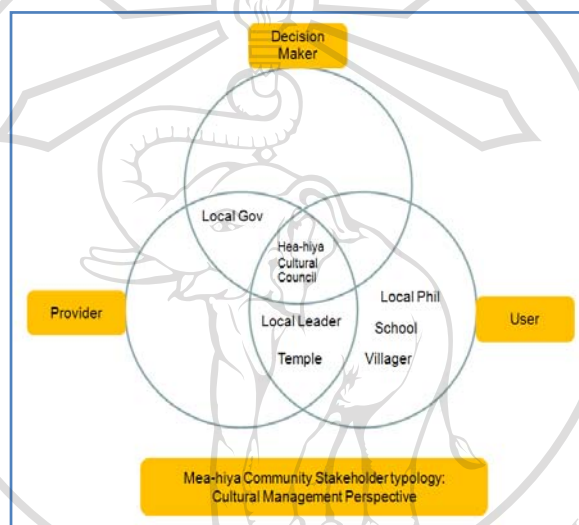 Decision
Maker
Local Gov
Hea-hiya
Cultural
Council
Local Phil
Provider
Local Leader
School
User
Temple
Villager
Mea-hiya Community Stakeholder typology:
Cultural Management Perspective